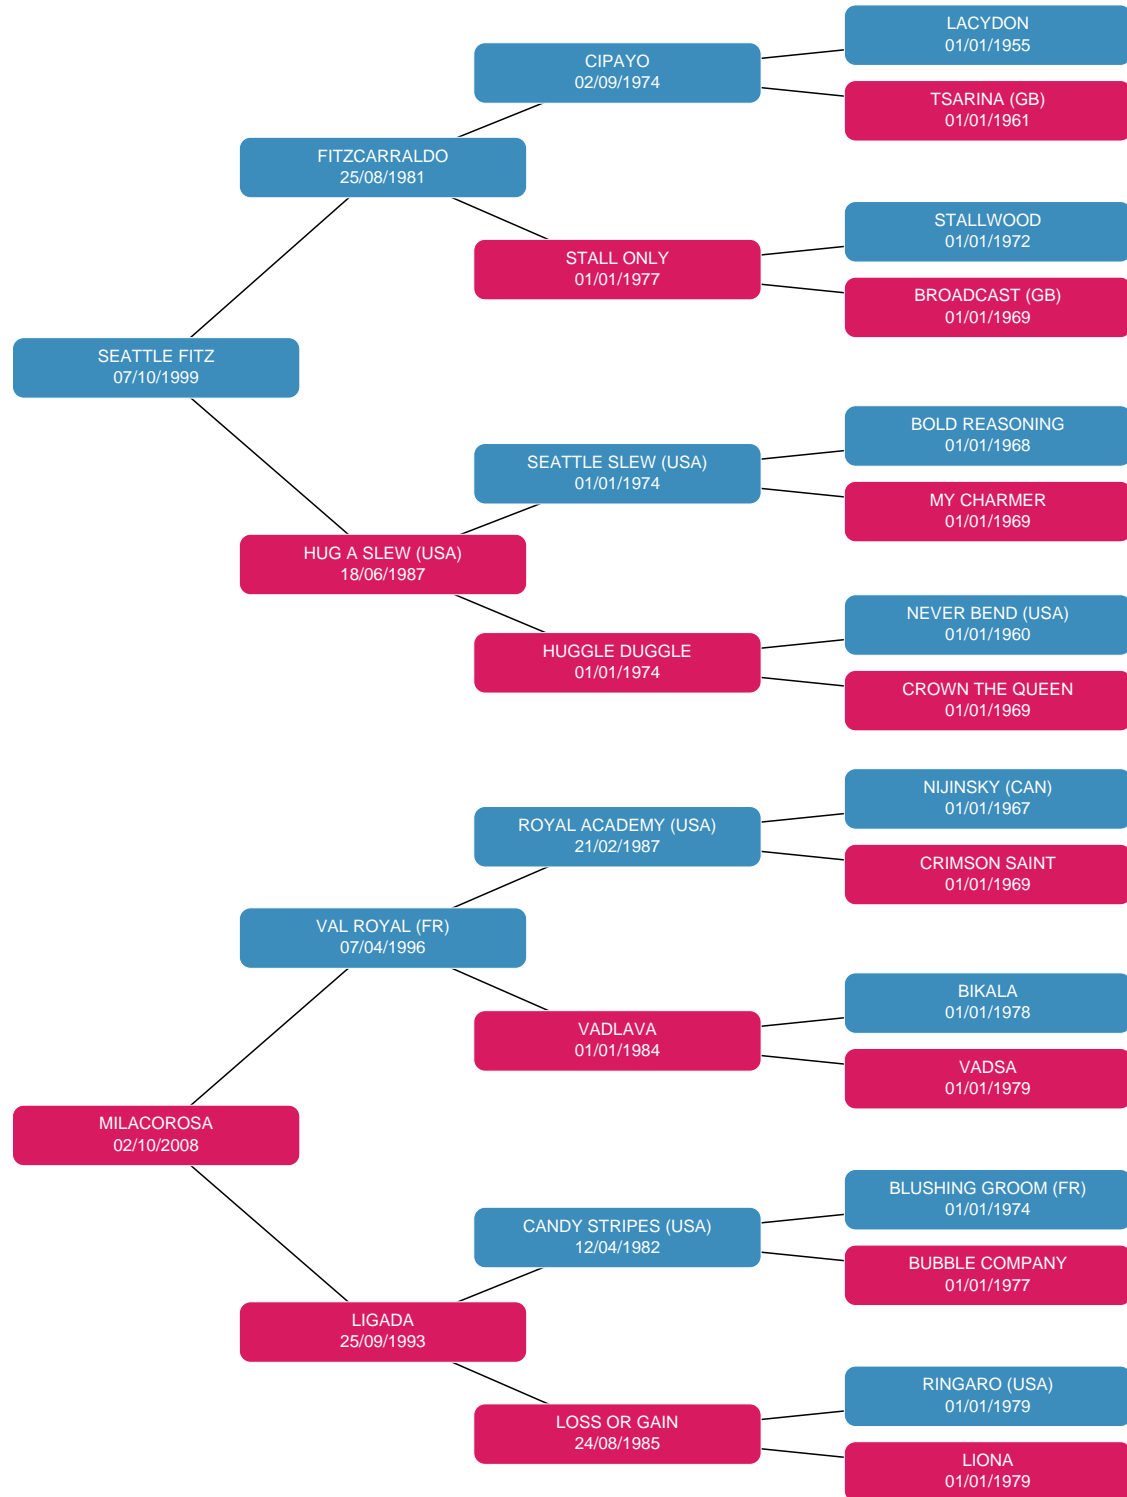 LACYDON
01/01/1955
CIPAYO
02/09/1974
TSARINA (GB)
01/01/1961
FITZCARRALDO
25/08/1981
STALLWOOD
01/01/1972
STALL ONLY
01/01/1977
BROADCAST (GB)
01/01/1969
SEATTLE FITZ
07/10/1999
BOLD REASONING
01/01/1968
SEATTLE SLEW (USA)
01/01/1974
MY CHARMER
01/01/1969
HUG A SLEW (USA)
18/06/1987
NEVER BEND (USA)
01/01/1960
HUGGLE DUGGLE
01/01/1974
CROWN THE QUEEN
01/01/1969
NIJINSKY (CAN)
01/01/1967
ROYAL ACADEMY (USA)
21/02/1987
CRIMSON SAINT
01/01/1969
VAL ROYAL (FR)
07/04/1996
BIKALA
01/01/1978
VADLAVA
01/01/1984
VADSA
01/01/1979
MILACOROSA
02/10/2008
BLUSHING GROOM (FR)
01/01/1974
CANDY STRIPES (USA)
12/04/1982
BUBBLE COMPANY
01/01/1977
LIGADA
25/09/1993
RINGARO (USA)
01/01/1979
LOSS OR GAIN
24/08/1985
LIONA
01/01/1979